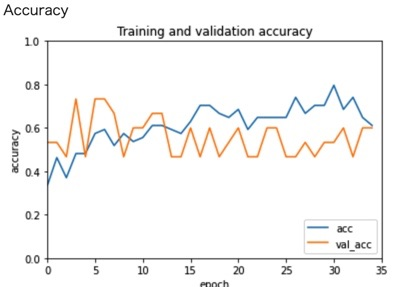 Accuracy
Training and validation accuracy
1.0
0.8
0.6
0.4
0.2
0.0
accuracy
acc
val_acc
0 5 10 15 20 25 30 35
epoch